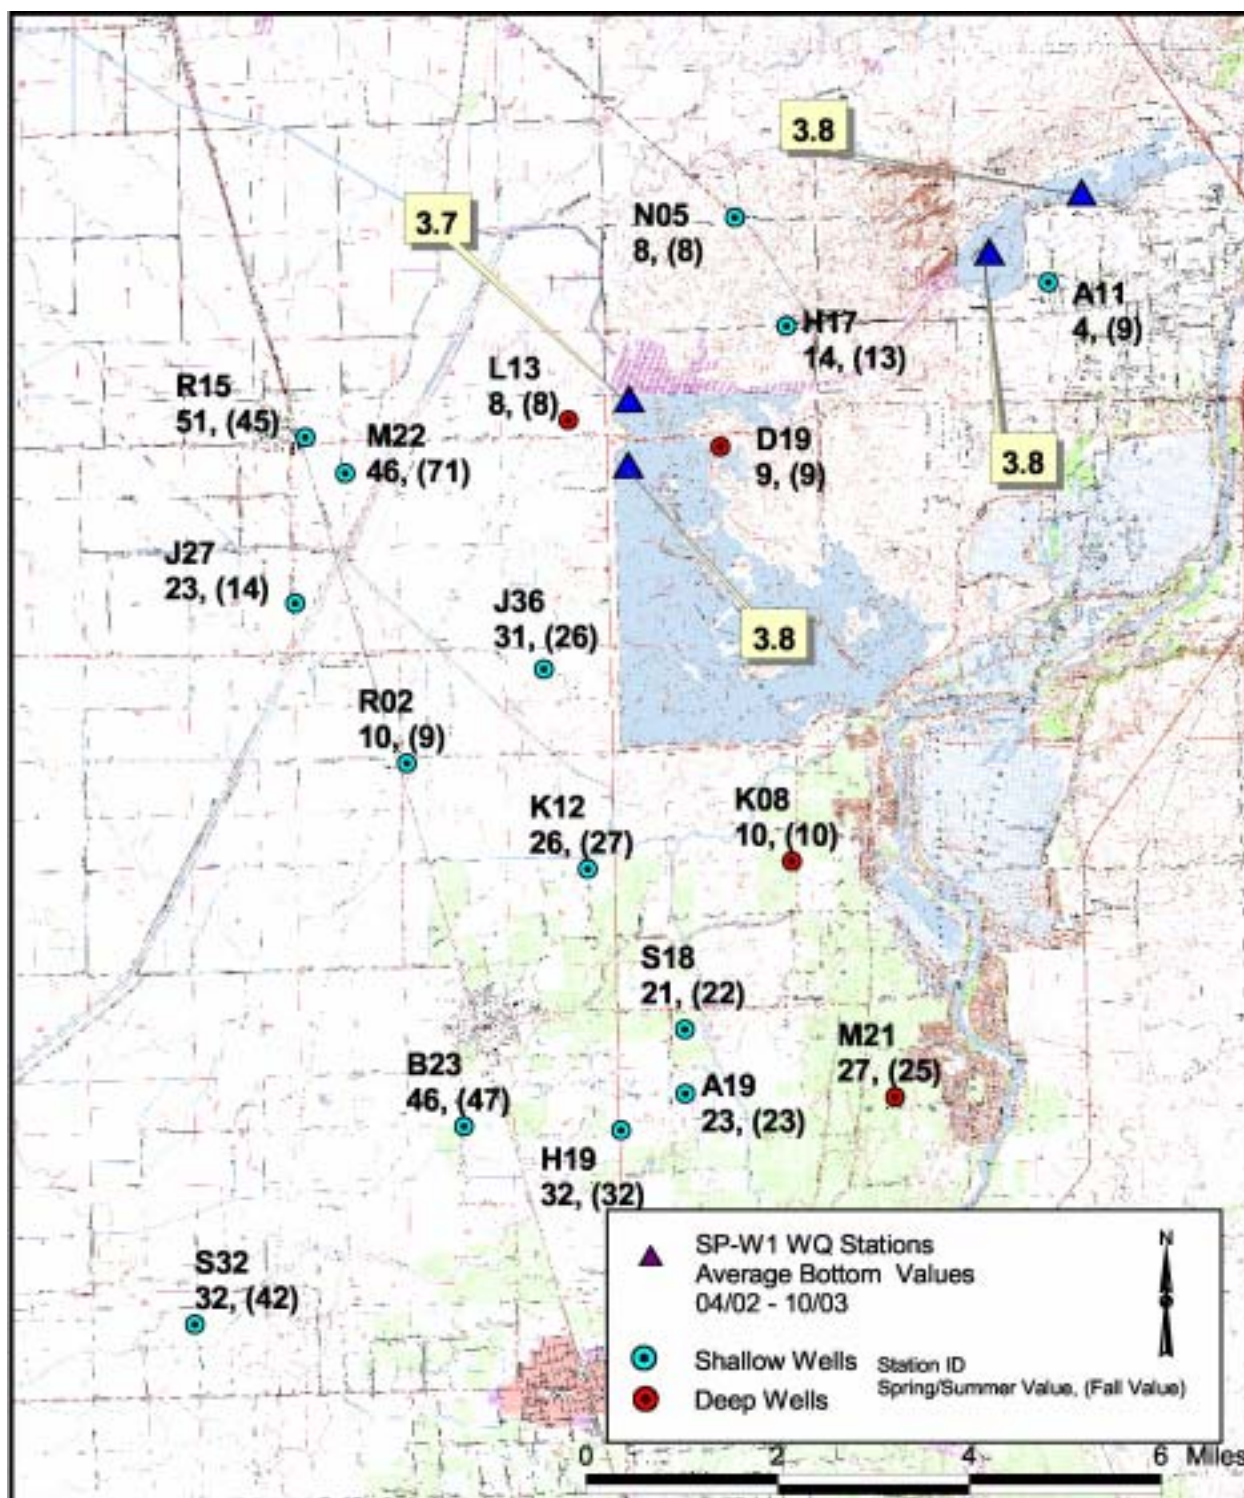 3.8
3.7
N05
8, (8)
A11
4, (9)
H17
14, (13)
L13
8, (8)
R15
51, (45)
M22
46, (71)
D19
9, (9)
3.8
J27
23, (14)
J36
31, (26)
3.8
R02
10, (9)
K12
26, (27)
K08
10, (10)
S18
21, (22)
M21
27, (25)
B23
46, (47)
A19
23, (23)
H19
32, (32)
S32
32, (42)
SP-W1 WQ Stations
Average Bottom Values
04/02 - 10/03
N
Shallow Wells
Deep Wells
Station ID
Spring/Summer Value, (Fall Value)
0 2 4 6 Miles